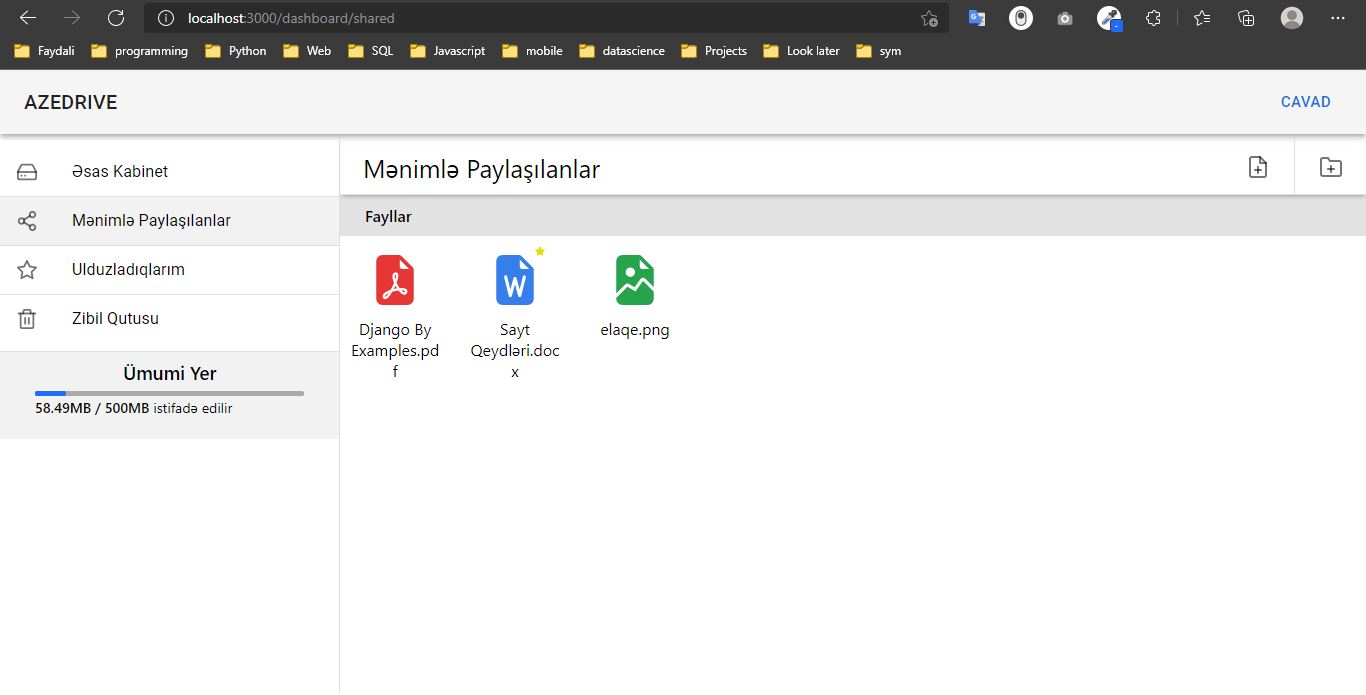 localhost:3000/dashboard/shared
Faydali programming Python Web SQL Javascript mobile datascience Projects Look later sym
AZEDRIVE CAVAD
Əsas Kabinet
Mənimlə Paylaşılanlar
Ulduzladıqlarım
Zibil Qutusu
Ümumi Yer
58.49MB / 500MB istifadə edilir
Mənimlə Paylaşılanlar
Fayllar
Django By
Examples.pd
f
Sayt
Qeydləri.doc
x
elaqe.png
W